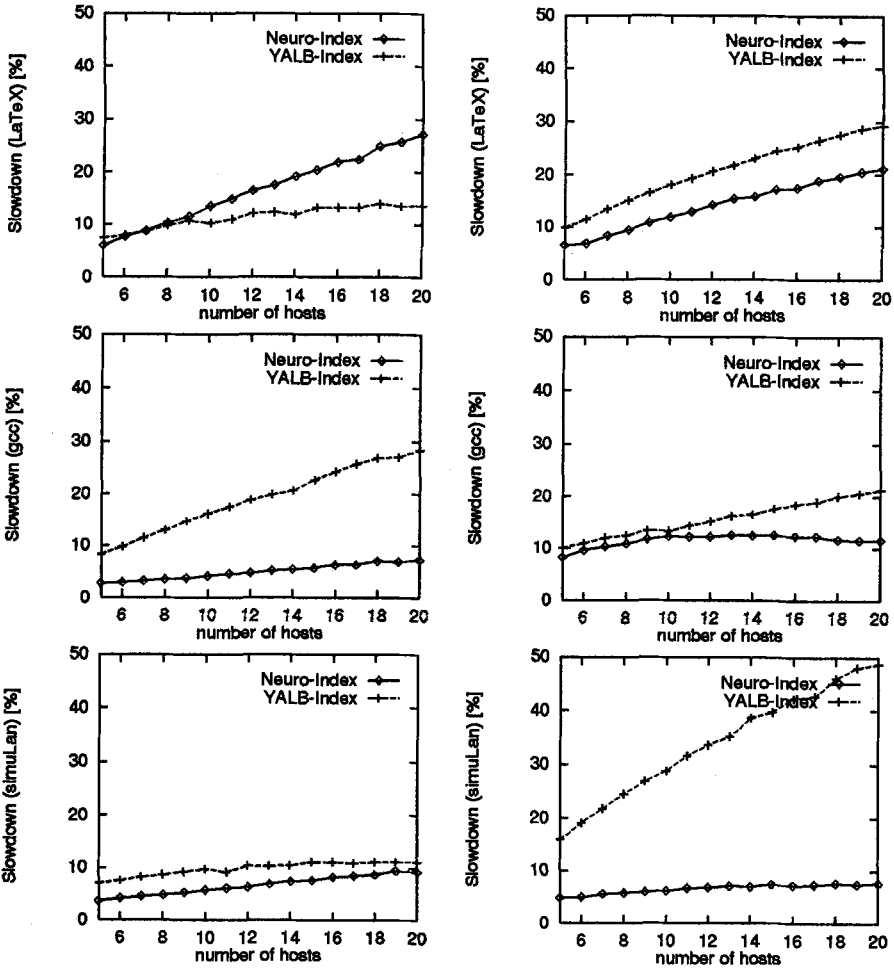 Slowdown (LaTeX) [%]
50
40
30
20
10
0
Neuro-Index
YALB-Index
6 8 10 12 14 16 18 20
number of hosts
Slowdown (LaTeX) [%]
50
40
30
20
10
0
Neuro-Index
YALB-Index
6 8 10 12 14 16 18 20
number of hosts
Slowdown (gcc) [%]
50
40
30
20
10
0
Neuro-Index
YALB-Index
6 8 10 12 14 16 18 20
number of hosts
Slowdown (gcc) [%]
50
40
30
20
10
0
Neuro-Index
YALB-Index
6 8 10 12 14 16 18 20
number of hosts
Slowdown (simuLan) [%]
50
40
30
20
10
0
Neuro-Index
YALB-Index
6 8 10 12 14 16 18 20
number of hosts
Slowdown (simuLan) [%]
50
40
30
20
10
0
Neuro-Index
YALB-Index
6 8 10 12 14 16 18 20
number of hosts